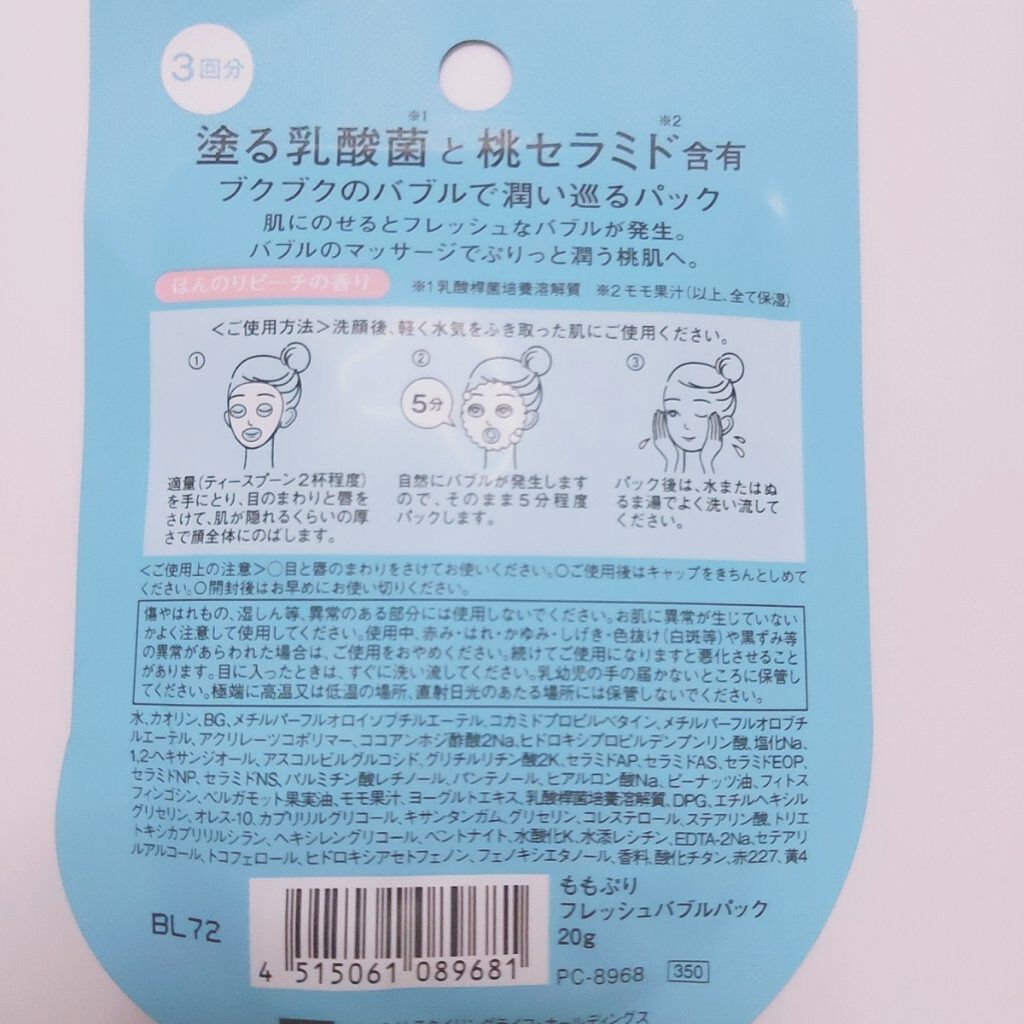 3回分
塗る乳酸菌※1と桃セラミド※2含有
ブクブクのバブルで潤い巡るパック
肌にのせるとフレッシュなバブルが発生。
バブルのマッサージでぷりっと潤う桃肌へ。
ほんのりピーチの香り ※1乳酸桿菌培養溶解質 ※2モモ果汁(以上、全て保湿)
<ご使用方法>洗顔後、軽く水気をふき取った肌にご使用ください。
①
適量(ティースプーン2杯程度)
を手にとり、目のまわりと唇を
さけて、肌が隠れるくらいの厚
さで顔全体にのばします。
②
5分
自然にバブルが発生します
ので、そのまま5分程度
パックします。
③
パック後は、水またはぬ
るま湯でよく洗い流して
ください。
<ご使用上の注意>○目と唇のまわりをさけてお使いください。○ご使用後はキャップをきちんとしめて
ください。○開封後はお早めにお使い切りください。
傷やはれもの、湿しん等、異常のある部分には使用しないでください。お肌に異常が生じていない
かよく注意して使用してください。使用中、赤み・はれ・かゆみ・しげき・色抜け(白斑等)や黒ずみ等
の異常があらわれた場合は、ご使用をおやめください。続けてご使用になりますと悪化させること
があります。目に入ったときは、すぐに洗い流してください。乳幼児の手の届かないところに保管し
てください。極端に高温又は低温の場所、直射日光のあたる場所には保管しないでください。
水、カオリン、BG、メチルパーフルオロイソブチルエーテル、コカミドプロピルベタイン、メチルパーフルオロブチ
ルエーテル、アクリレーツコポリマー、ココアンホジ酢酸2Na、ヒドロキシプロピルデンプンリン酸、塩化Na、
1,2-ヘキサンジオール、アスコルビルグルコシド、グリチルリチン酸2K、セラミドAP、セラミドAS、セラミドEOP、
セラミドNP、セラミドNS、パルミチン酸レチノール、パンテノール、ヒアルロン酸Na、ピーナッツ油、フィトス
フィンゴシン、ベルガモット果実油、モモ果汁、ヨーグルトエキス、乳酸桿菌培養溶解質、DPG、エチルヘキシル
グリセリン、オレス-10、カプリリルグリコール、キサンタンガム、グリセリン、コレステロール、ステアリン酸、トリエ
トキシカプリリルシラン、ヘキシレングリコール、ベントナイト、水酸化K、水添レシチン、EDTA-2Na、セテアリ
ルアルコール、トコフェロール、ヒドロキシアセトフェノン、フェノキシエタノール、香料、酸化チタン、赤227、黄4
BL72
4 515061 089681
ももぷり
フレッシュバブルパック
20g
PC-8968 350
スタイリングライフ・ホールディングス